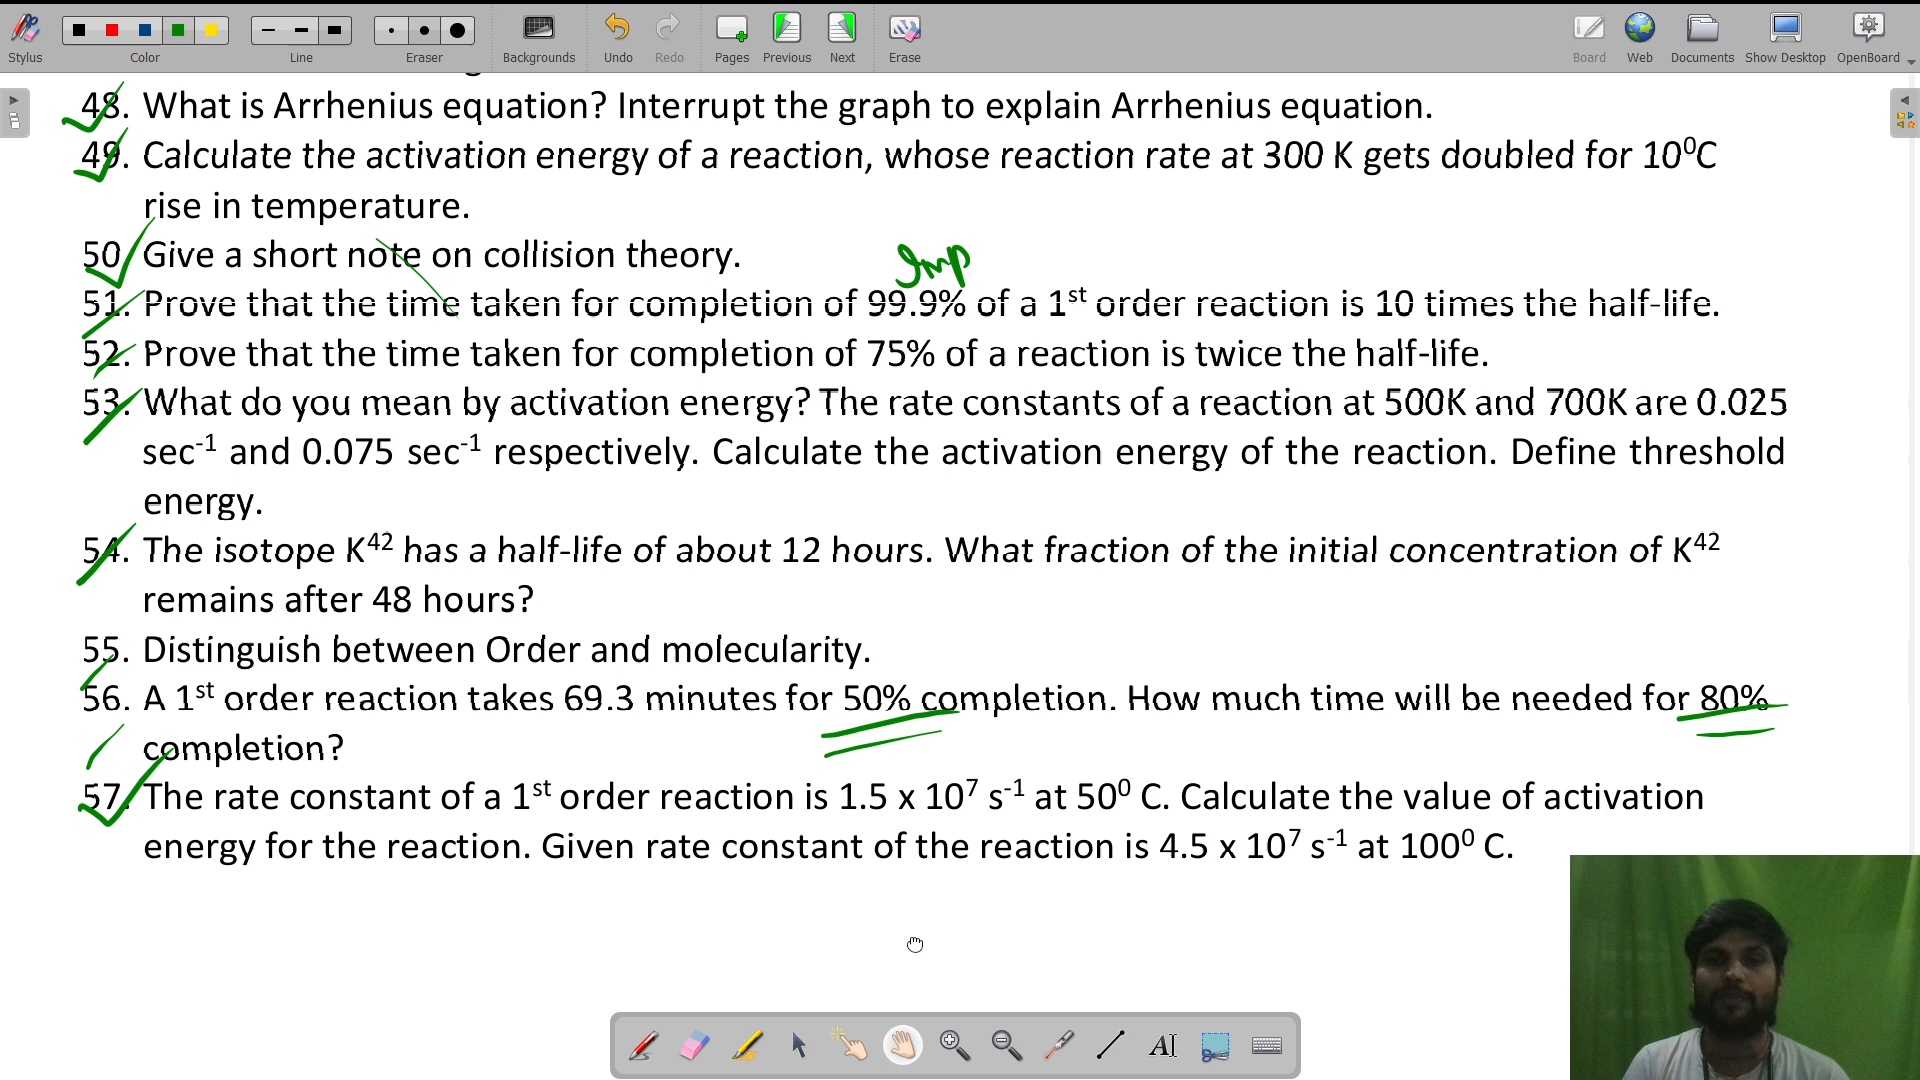 Stylus
Color
Line
Eraser
Backgrounds
Undo
Redo
Pages
Previous
Next
Erase
Board
Web
Documents
Show Desktop
OpenBoard
48. What is Arrhenius equation? Interrupt the graph to explain Arrhenius equation.
49. Calculate the activation energy of a reaction, whose reaction rate at 300 K gets doubled for 10⁰C
rise in temperature.
50. Give a short note on collision theory.
Imp
51. Prove that the time taken for completion of 99.9% of a 1ˢᵗ order reaction is 10 times the half-life.
52. Prove that the time taken for completion of 75% of a reaction is twice the half-life.
53. What do you mean by activation energy? The rate constants of a reaction at 500K and 700K are 0.025
sec⁻¹ and 0.075 sec⁻¹ respectively. Calculate the activation energy of the reaction. Define threshold
energy.
54. The isotope K⁴² has a half-life of about 12 hours. What fraction of the initial concentration of K⁴²
remains after 48 hours?
55. Distinguish between Order and molecularity.
56. A 1ˢᵗ order reaction takes 69.3 minutes for 50% completion. How much time will be needed for 80%
completion?
57. The rate constant of a 1ˢᵗ order reaction is 1.5 x 10⁷ s⁻¹ at 50⁰ C. Calculate the value of activation
energy for the reaction. Given rate constant of the reaction is 4.5 x 10⁷ s⁻¹ at 100⁰ C.